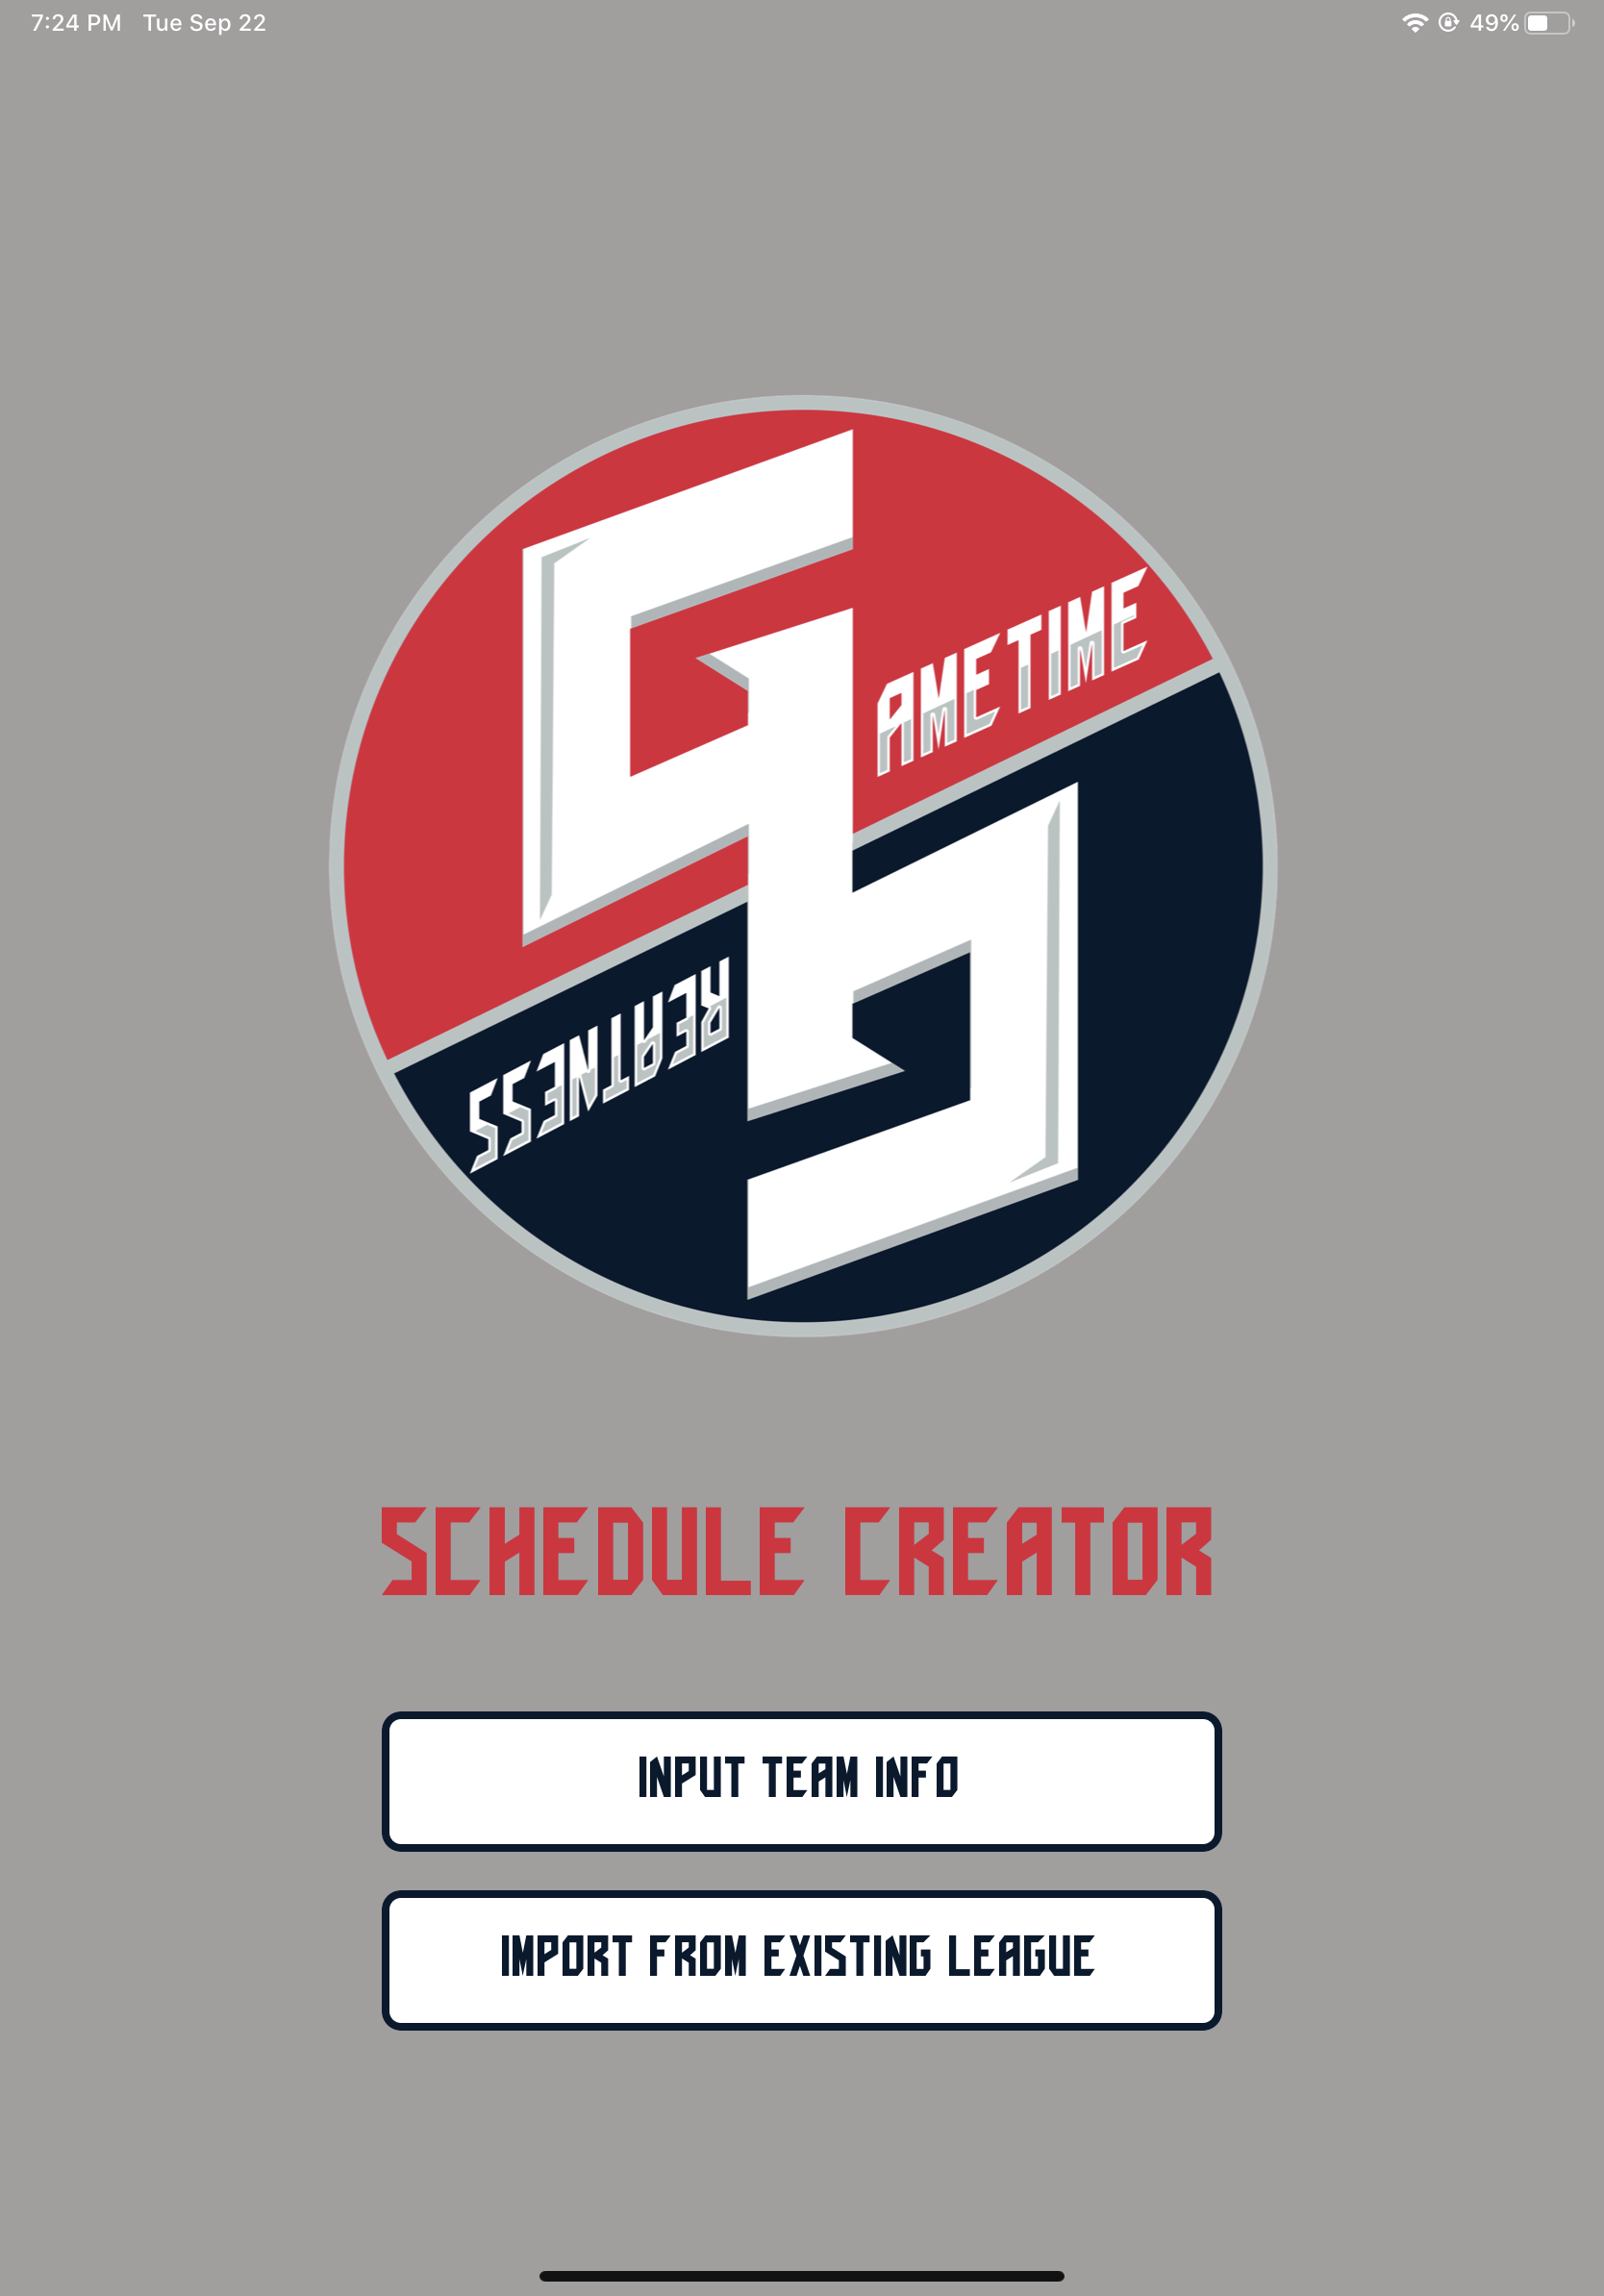 7:24 PM Tue Sep 22 49%
GAMETIME
GREATNESS
SCHEDULE CREATOR
INPUT TEAM INFO
IMPORT FROM EXISTING LEAGUE